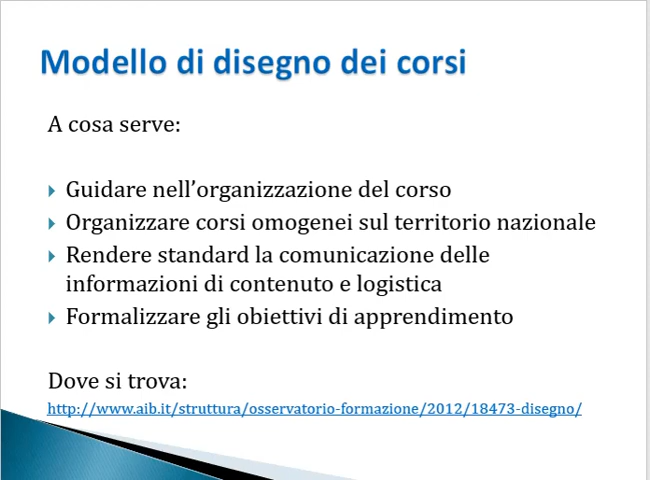 Modello di disegno dei corsi
A cosa serve:
Guidare nell’organizzazione del corso
Organizzare corsi omogenei sul territorio nazionale
Rendere standard la comunicazione delle
informazioni di contenuto e logistica
Formalizzare gli obiettivi di apprendimento
Dove si trova:
http://www.aib.it/struttura/osservatorio-formazione/2012/18473-disegno/